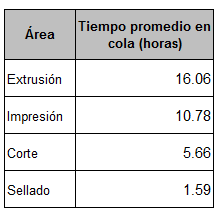 Área Tiempo promedio en
cola (horas)
Extrusión 16.06
Impresión 10.78
Corte 5.66
Sellado 1.59